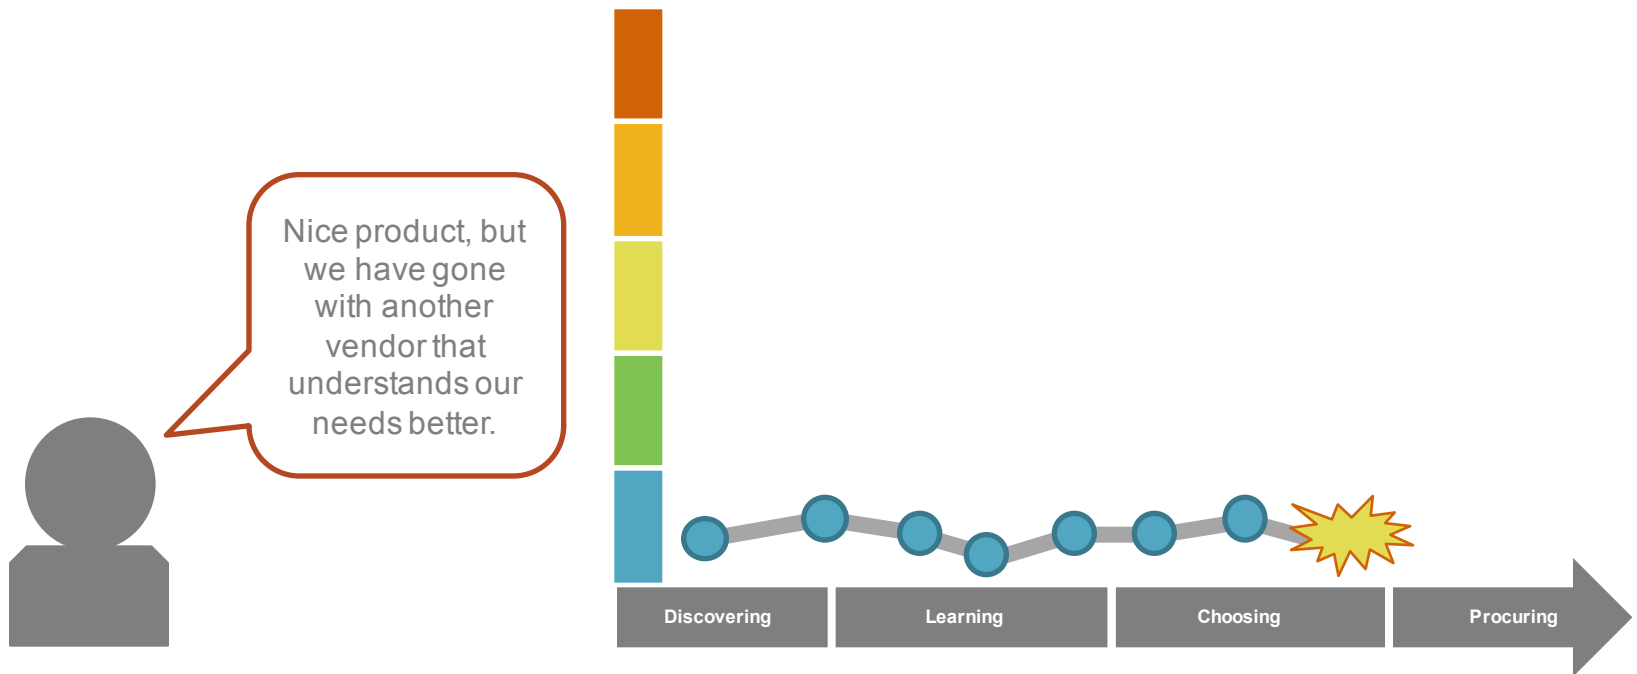 Nice product, but
we have gone
with another
vendor that
understands our
needs better.
Discovering
Learning
Choosing
Procuring